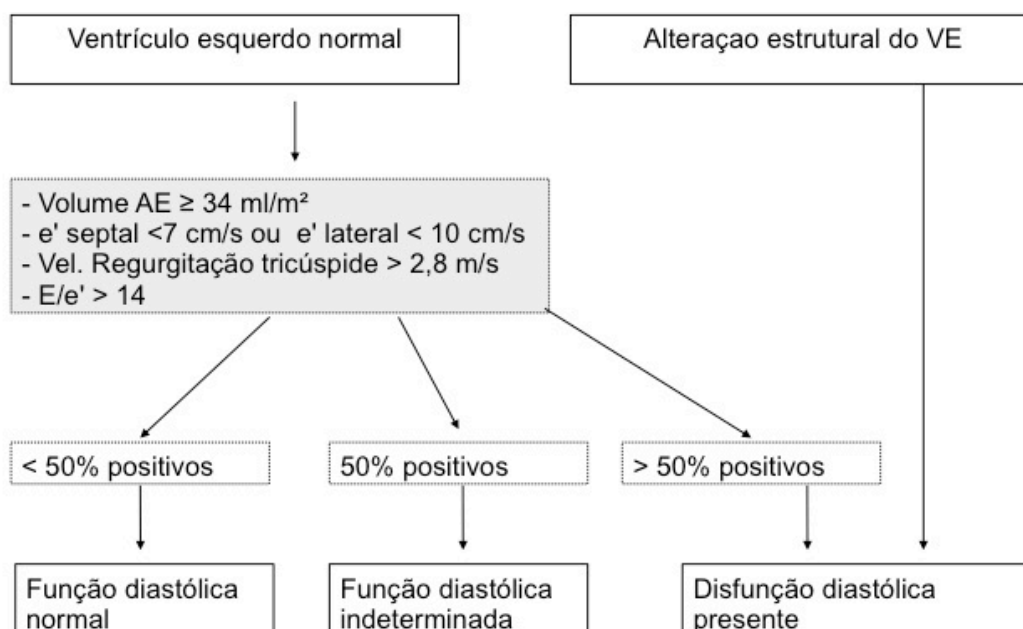 Ventrículo esquerdo normal
Alteraçao estrutural do VE
- Volume AE ≥ 34 ml/m²
- e' septal <7 cm/s ou e' lateral < 10 cm/s
- Vel. Regurgitação tricúspide > 2,8 m/s
- E/e' > 14
< 50% positivos
50% positivos
> 50% positivos
Função diastólica
normal
Função diastólica
indeterminada
Disfunção diastólica
presente